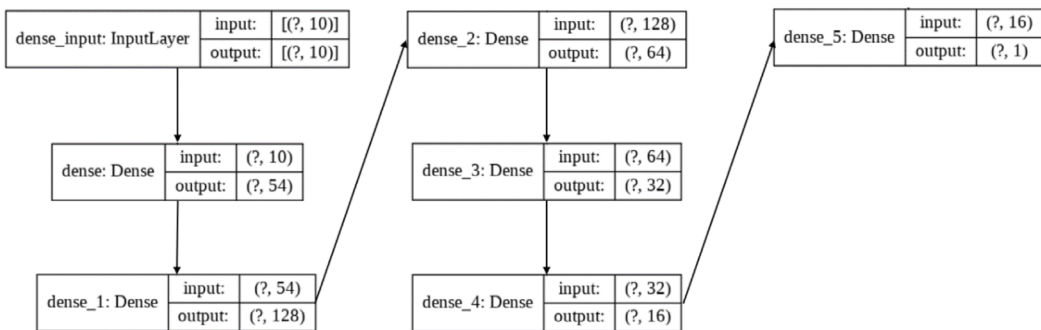 dense_input: InputLayer
input: [(?, 10)]
output: [(?, 10)]
dense: Dense
input: (?, 10)
output: (?, 54)
dense_1: Dense
input: (?, 54)
output: (?, 128)
dense_2: Dense
input: (?, 128)
output: (?, 64)
dense_3: Dense
input: (?, 64)
output: (?, 32)
dense_4: Dense
input: (?, 32)
output: (?, 16)
dense_5: Dense
input: (?, 16)
output: (?, 1)